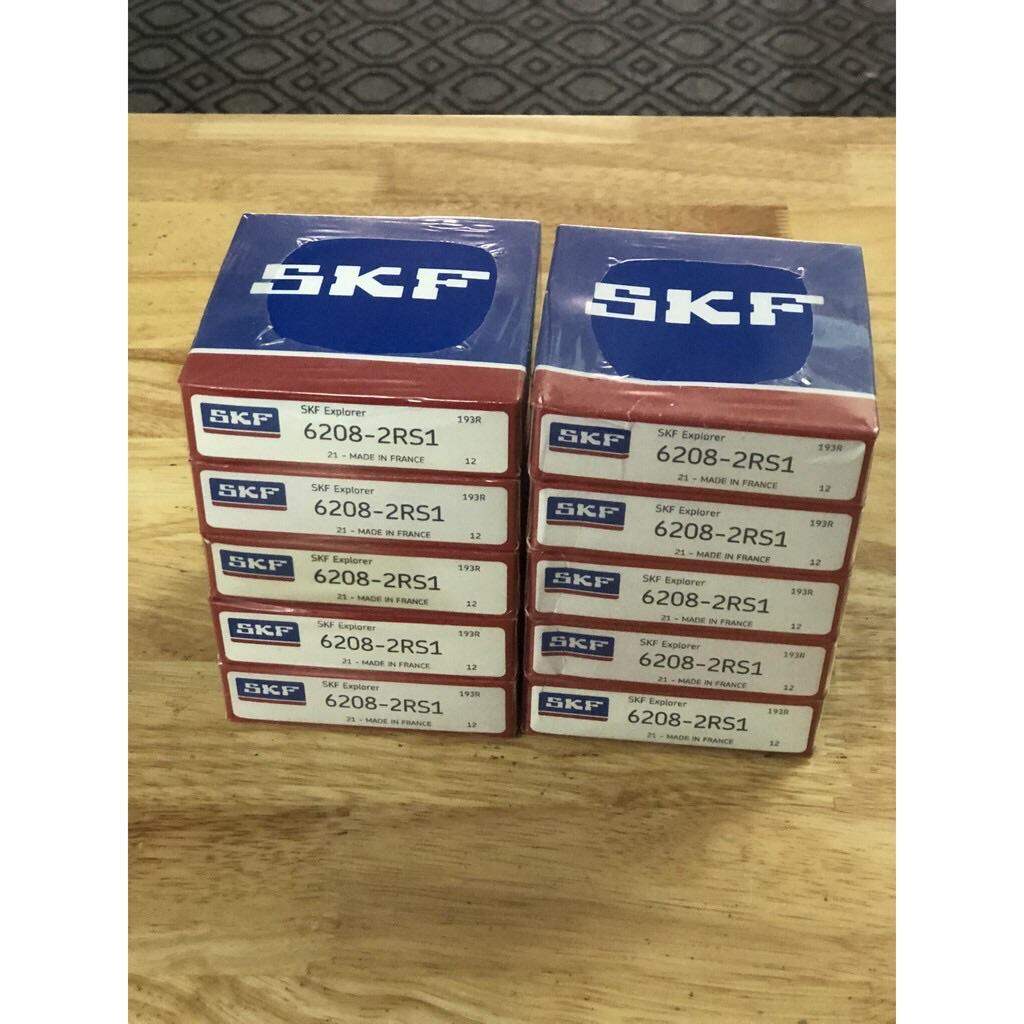 SKF
SKF
SKF
SKF Explorer
193R
6208-2RS1
21 - MADE IN FRANCE
12
SKF
SKF Explorer
193R
6208-2RS1
21 - MADE IN FRANCE
12
SKF
SKF Explorer
193R
6208-2RS1
21 - MADE IN FRANCE
12
SKF
SKF Explorer
193R
6208-2RS1
21 - MADE IN FRANCE
12
SKF
SKF Explorer
193R
6208-2RS1
21 - MADE IN FRANCE
12
SKF
SKF Explorer
193R
6208-2RS1
21 - MADE IN FRANCE
12
SKF
SKF Explorer
193R
6208-2RS1
21 - MADE IN FRANCE
12
SKF
SKF Explorer
193R
6208-2RS1
21 - MADE IN FRANCE
12
SKF
SKF Explorer
193R
6208-2RS1
21 - MADE IN FRANCE
12
SKF
SKF Explorer
193R
6208-2RS1
21 - MADE IN FRANCE
12